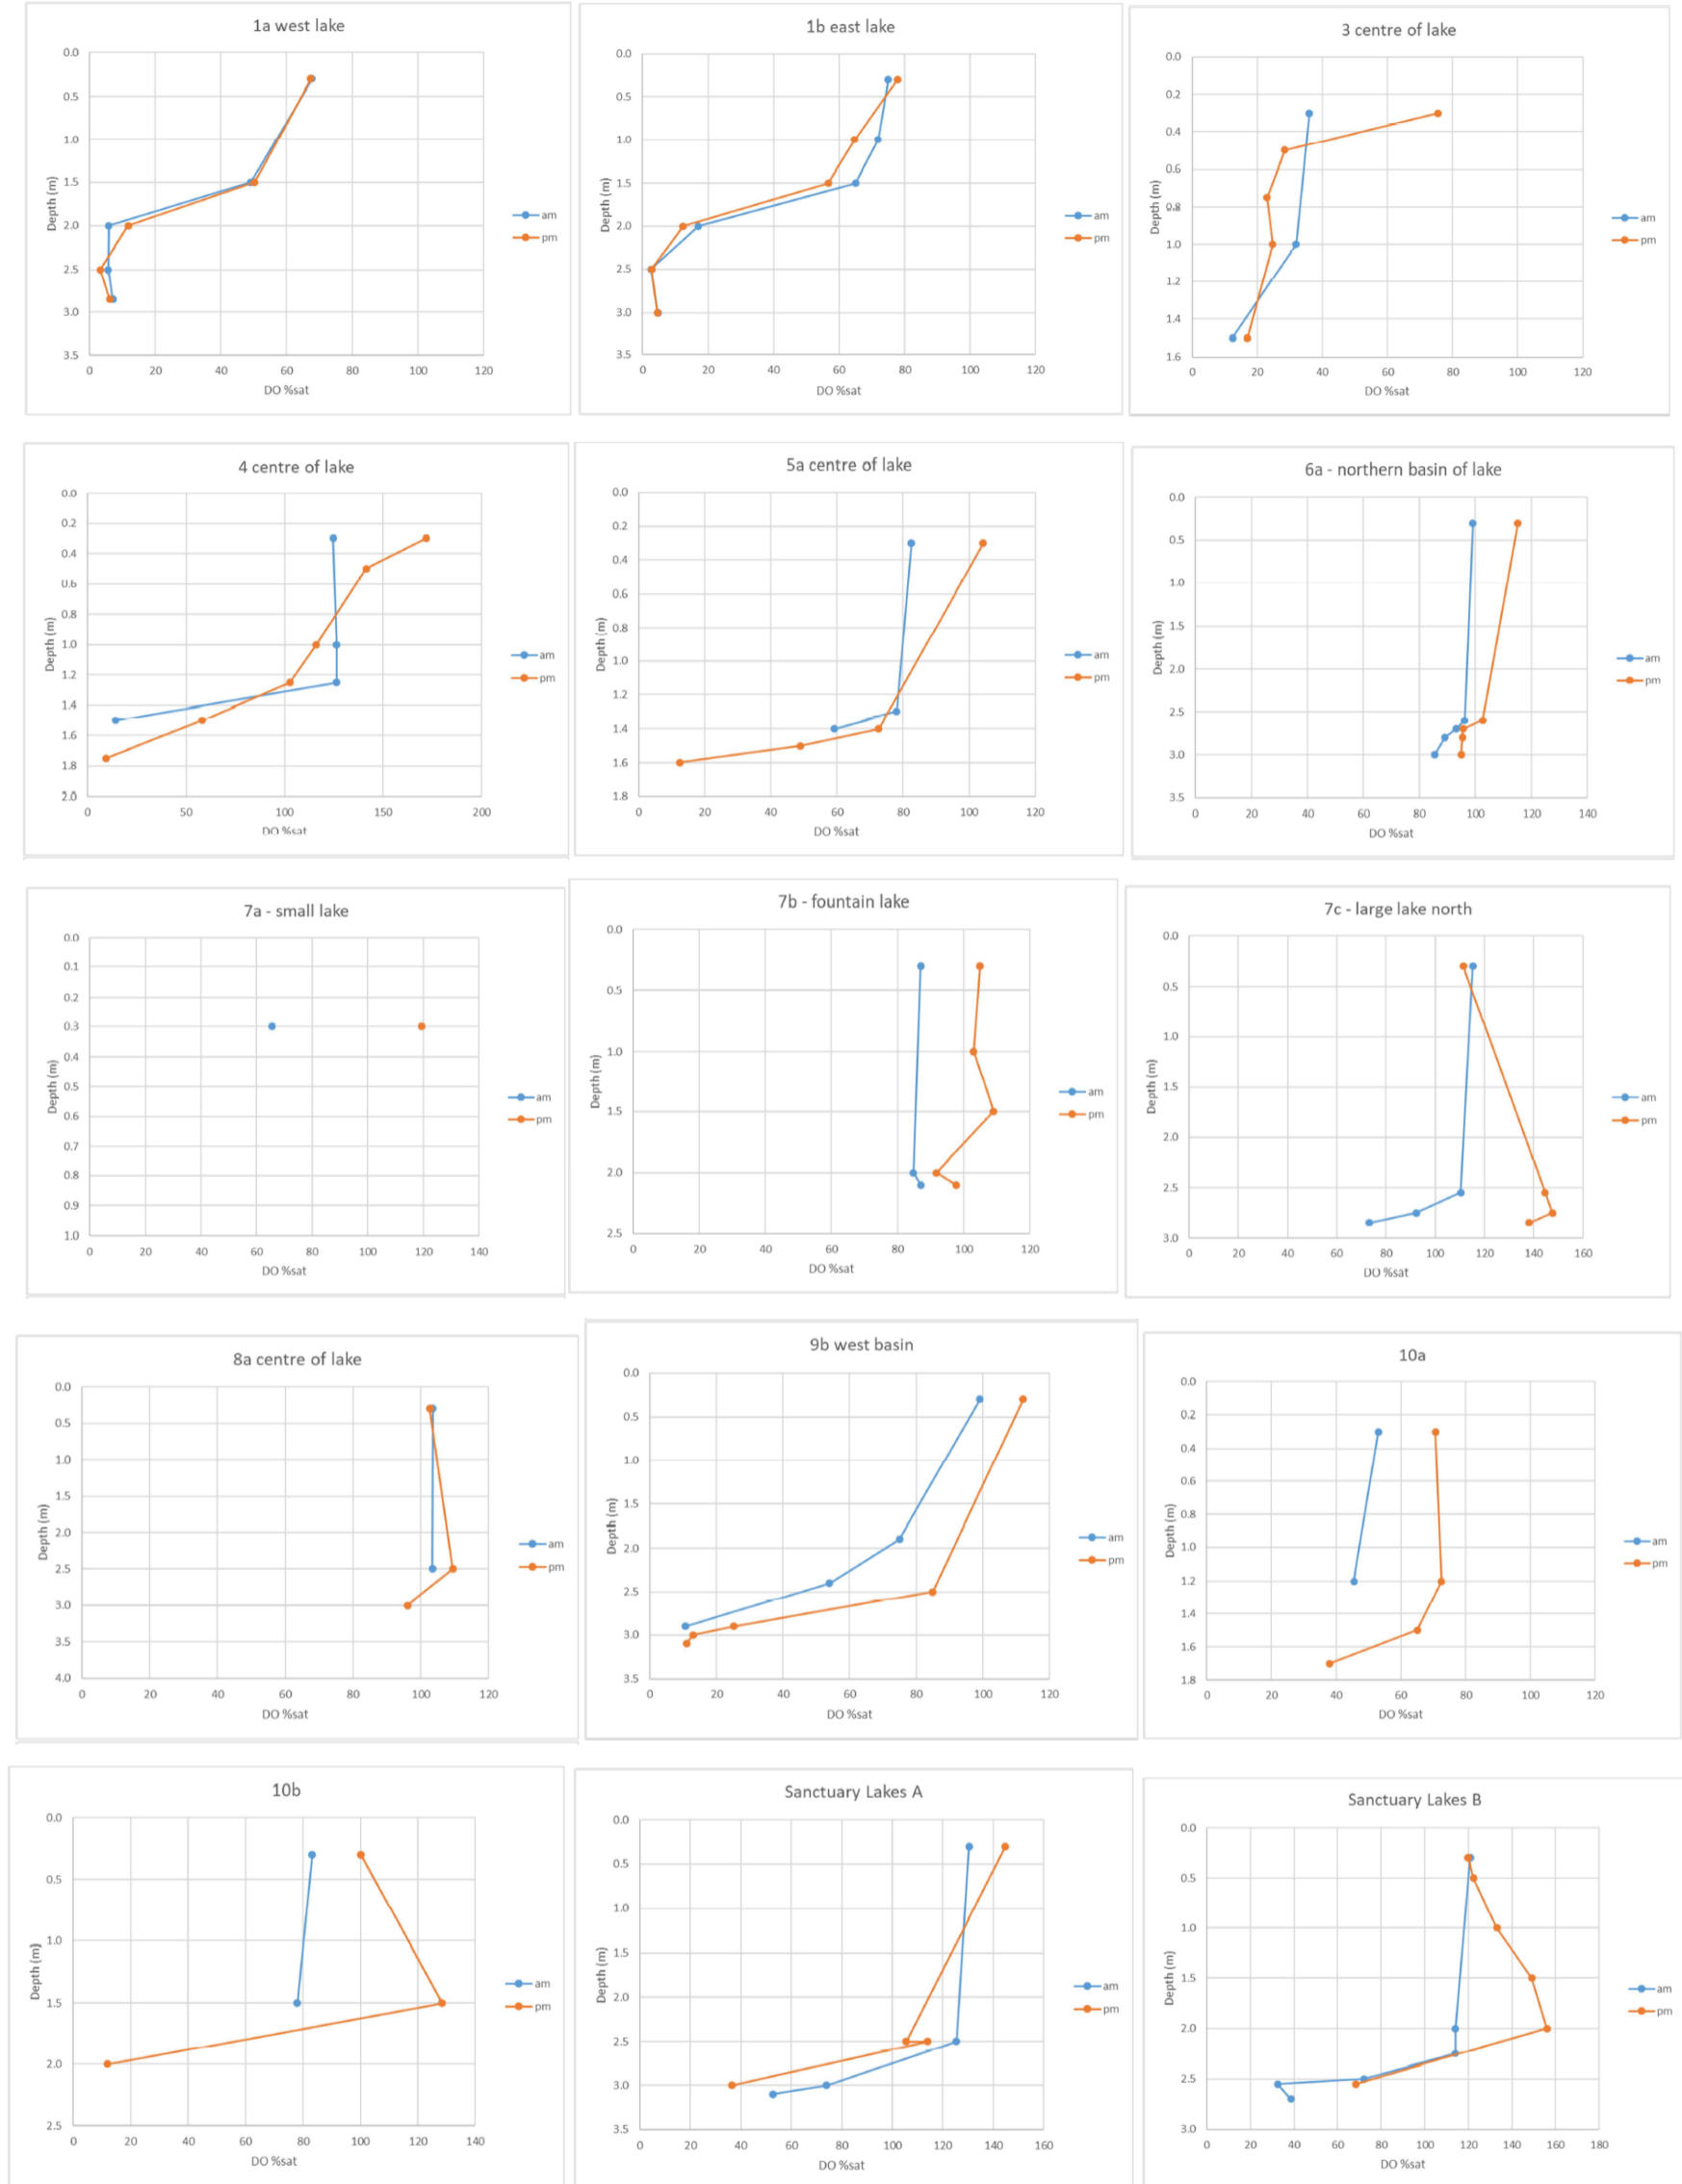 1a west lake
0.0
0.5
1.0
1.5
2.0
2.5
3.0
3.5
Depth (m)
am
pm
0 20 40 60 80 100 120
DO %sat
1b east lake
0.0
0.5
1.0
1.5
2.0
2.5
3.0
3.5
Depth (m)
am
pm
0 20 40 60 80 100 120
DO %sat
3 centre of lake
0.0
0.2
0.4
0.6
0.8
1.0
1.2
1.4
1.6
Depth (m)
am
pm
0 20 40 60 80 100 120
DO %sat
4 centre of lake
0.0
0.2
0.4
0.6
0.8
1.0
1.2
1.4
1.6
1.8
2.0
Depth (m)
am
pm
0 50 100 150 200
DO %sat
5a centre of lake
0.0
0.2
0.4
0.6
0.8
1.0
1.2
1.4
1.6
1.8
Depth (m)
am
pm
0 20 40 60 80 100 120
DO %sat
6a - northern basin of lake
0.0
0.5
1.0
1.5
2.0
2.5
3.0
3.5
Depth (m)
am
pm
0 20 40 60 80 100 120 140
DO %sat
7a - small lake
0.0
0.1
0.2
0.3
0.4
0.5
0.6
0.7
0.8
0.9
1.0
Depth (m)
am
pm
0 20 40 60 80 100 120 140
DO %sat
7b - fountain lake
0.0
0.5
1.0
1.5
2.0
2.5
Depth (m)
am
pm
0 20 40 60 80 100 120
DO %sat
7c - large lake north
0.0
0.5
1.0
1.5
2.0
2.5
3.0
Depth (m)
am
pm
0 20 40 60 80 100 120 140 160
DO %sat
8a centre of lake
0.0
0.5
1.0
1.5
2.0
2.5
3.0
3.5
4.0
Depth (m)
am
pm
0 20 40 60 80 100 120
DO %sat
9b west basin
0.0
0.5
1.0
1.5
2.0
2.5
3.0
3.5
Depth (m)
am
pm
0 20 40 60 80 100 120
DO %sat
10a
0.0
0.2
0.4
0.6
0.8
1.0
1.2
1.4
1.6
1.8
Depth (m)
am
pm
0 20 40 60 80 100 120
DO %sat
10b
0.0
0.5
1.0
1.5
2.0
2.5
Depth (m)
am
pm
0 20 40 60 80 100 120 140
DO %sat
Sanctuary Lakes A
0.0
0.5
1.0
1.5
2.0
2.5
3.0
3.5
Depth (m)
am
pm
0 20 40 60 80 100 120 140 160
DO %sat
Sanctuary Lakes B
0.0
0.5
1.0
1.5
2.0
2.5
3.0
Depth (m)
am
pm
0 20 40 60 80 100 120 140 160 180
DO %sat